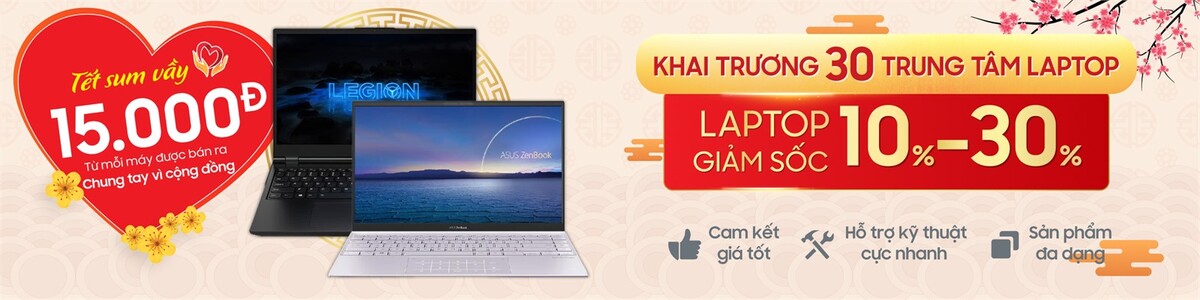 Tết sum vầy
15.000Đ
Từ mỗi máy được bán ra
Chung tay vì cộng đồng
LEGION
ASUS ZenBook
KHAI TRƯƠNG 30 TRUNG TÂM LAPTOP
LAPTOP
GIẢM SỐC
10%-30%
Cam kết
giá tốt
Hỗ trợ kỹ thuật
cực nhanh
Sản phẩm
đa dạng